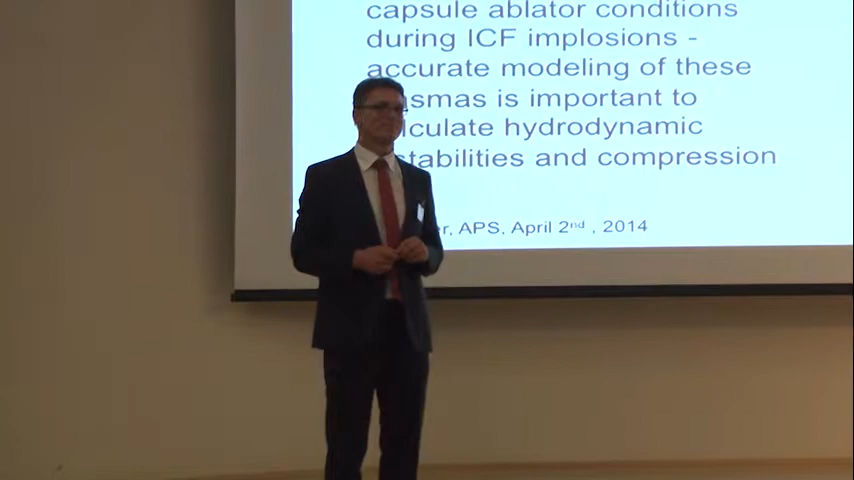 capsule ablator conditions
during ICF implosions -
accurate modeling of these
is important to
hydrodynamic
and compression
APS, April 2nd , 2014